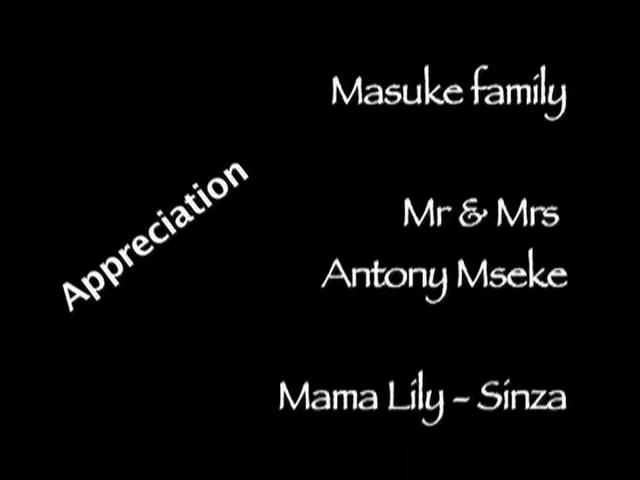 Appreciation
Masuke family
Mr & Mrs
Antony Mseke
Mama Lily - Sinza